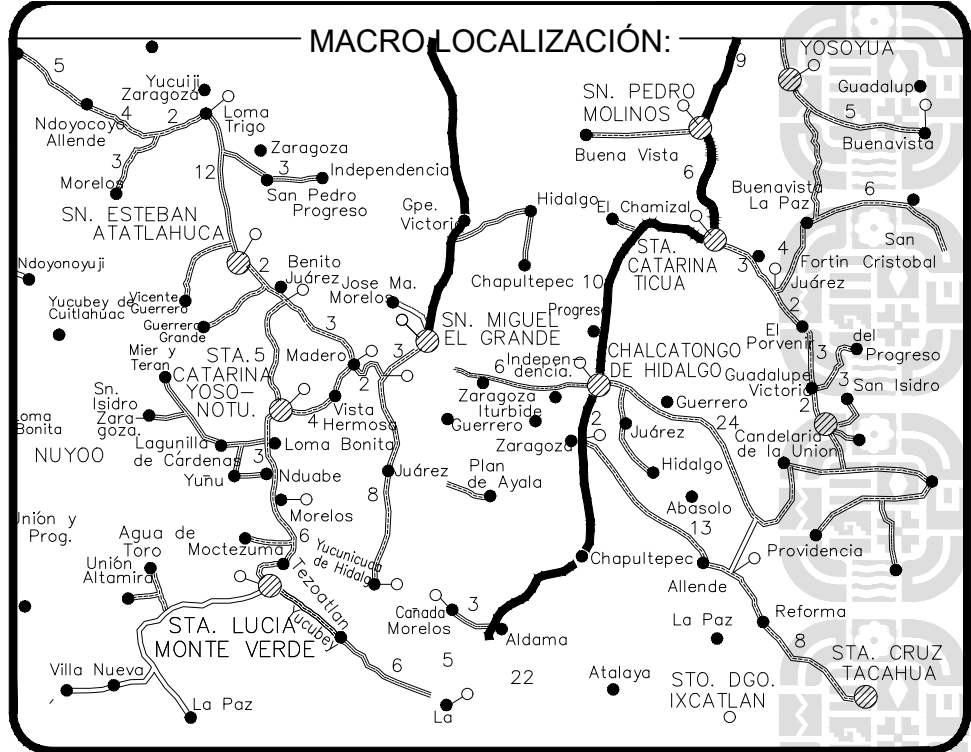 MACRO LOCALIZACIÓN:
YOSOYUA
9
5
Yucuiji
Zaragoza
SN. PEDRO
MOLINOS
Guadalup
4
2
Loma
Trigo
5
Ndoyocoyo
Allende
Buenavista
3
12
Zaragoza
3
Independencia
Buena Vista
6
Morelos
San Pedro
Progreso
Buenavista
La Paz
6
SN. ESTEBAN
ATATLAHUCA
Gpe.
Victori
Hidalgo
El Chamizal
STA.
CATARINA
TICUA
4
San
Fortin Cristobal
Ndoyonoyuji
2
Benito
Juárez
Jose Ma.
Morelos
Chapultepec
10
3
Juárez
Yucubey de
Cuitlahuac
Vicente
Guerrero
Guerrero
Grande
3
SN. MIGUEL
EL GRANDE
Progreso
2
El
Porvenir
del
Progreso
Mier y
Teran
STA.
CATARINA
YOSO-
NOTU.
5
Madero
3
Indepen-
dencia.
6
CHALCATONGO
DE HIDALGO
3
Guadalupe
Victori
3
San Isidro
Sn.
Isidro
Zara-
goza.
2
Zaragoza
Iturbide
Guerrero
Guerrero
2
Loma
Bonita
4
Vista
Hermosa
2
24
Candelaria
de la Union
NUYOO
Lagunilla
de Cárdenas
Loma Bonita
Zaragoza
Juárez
3
Yuñu
Nduabe
Juárez
Plan
de Ayala
Hidalgo
8
Morelos
Abasolo
13
Unión y
Prog.
Agua de
Toro
Moctezuma
6
Yucunicuca
de Hidalgo
Providencia
Unión
Altamira
Tezoatlan
Chapultepec
Allende
Yucubey
Cañada
Morelos
3
Aldama
La Paz
Reforma
STA. LUCIA
MONTE VERDE
8
Villa Nueva
6
5
22
Atalaya
STO. DGO.
IXCATLAN
STA. CRUZ
TACAHUA
La Paz
La